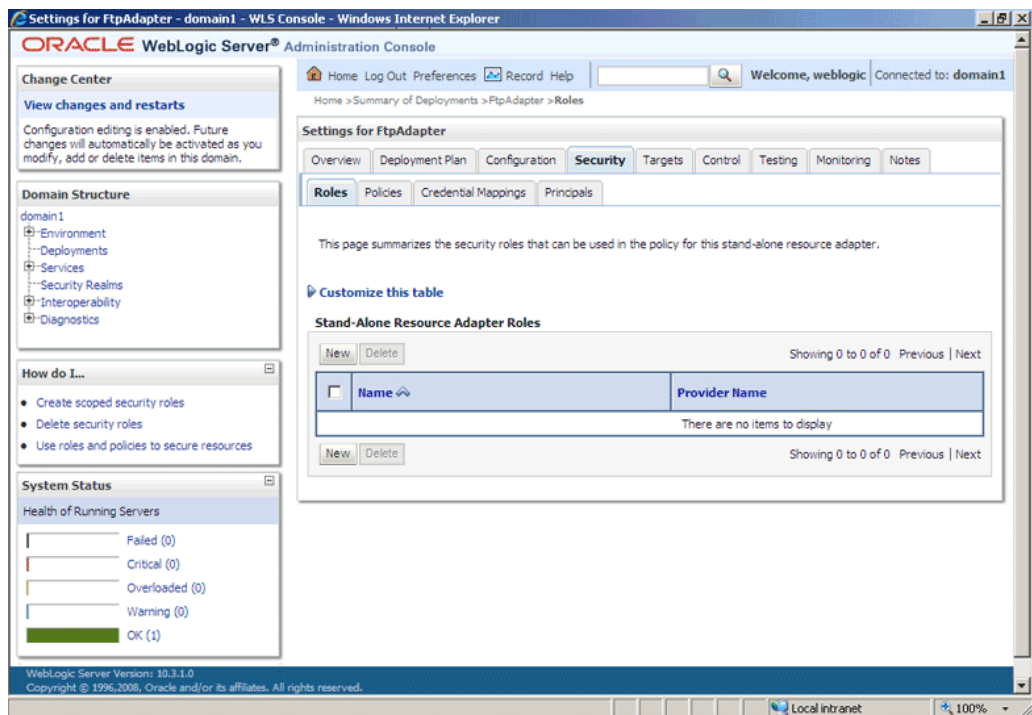 Settings for FtpAdapter - domain1 - WLS Console - Windows Internet Explorer
ORACLE WebLogic Server® Administration Console
Change Center
View changes and restarts
Configuration editing is enabled. Future
changes will automatically be activated as you
modify, add or delete items in this domain.
Domain Structure
domain1
Environment
Deployments
Services
Security Realms
Interoperability
Diagnostics
How do I...
Create scoped security roles
Delete security roles
Use roles and policies to secure resources
System Status
Health of Running Servers
Failed (0)
Critical (0)
Overloaded (0)
Warning (0)
OK (1)
Home Log Out Preferences Record Help
Welcome, weblogic Connected to: domain1
Home >Summary of Deployments >FtpAdapter >Roles
Settings for FtpAdapter
Overview Deployment Plan Configuration Security Targets Control Testing Monitoring Notes
Roles Policies Credential Mappings Principals
This page summarizes the security roles that can be used in the policy for this stand-alone resource adapter.
Customize this table
Stand-Alone Resource Adapter Roles
New Delete Showing 0 to 0 of 0 Previous | Next
Name Provider Name
There are no items to display
New Delete Showing 0 to 0 of 0 Previous | Next
WebLogic Server Version: 10.3.1.0
Copyright © 1996,2008, Oracle and/or its affiliates. All rights reserved.
Local intranet 100%